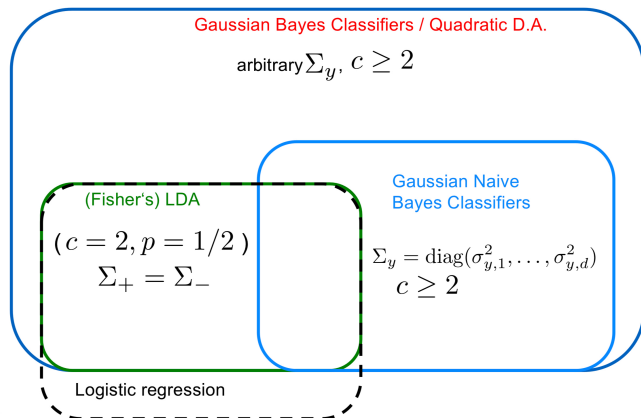 Gaussian Bayes Classifiers / Quadratic D.A.
arbitrary Σ_y, c ≥ 2
(Fisher's) LDA
(c = 2, p = 1/2)
Σ_+ = Σ_-
Gaussian Naive
Bayes Classifiers
Σ_y = diag(σ²_{y,1}, . . . , σ²_{y,d})
c ≥ 2
Logistic regression